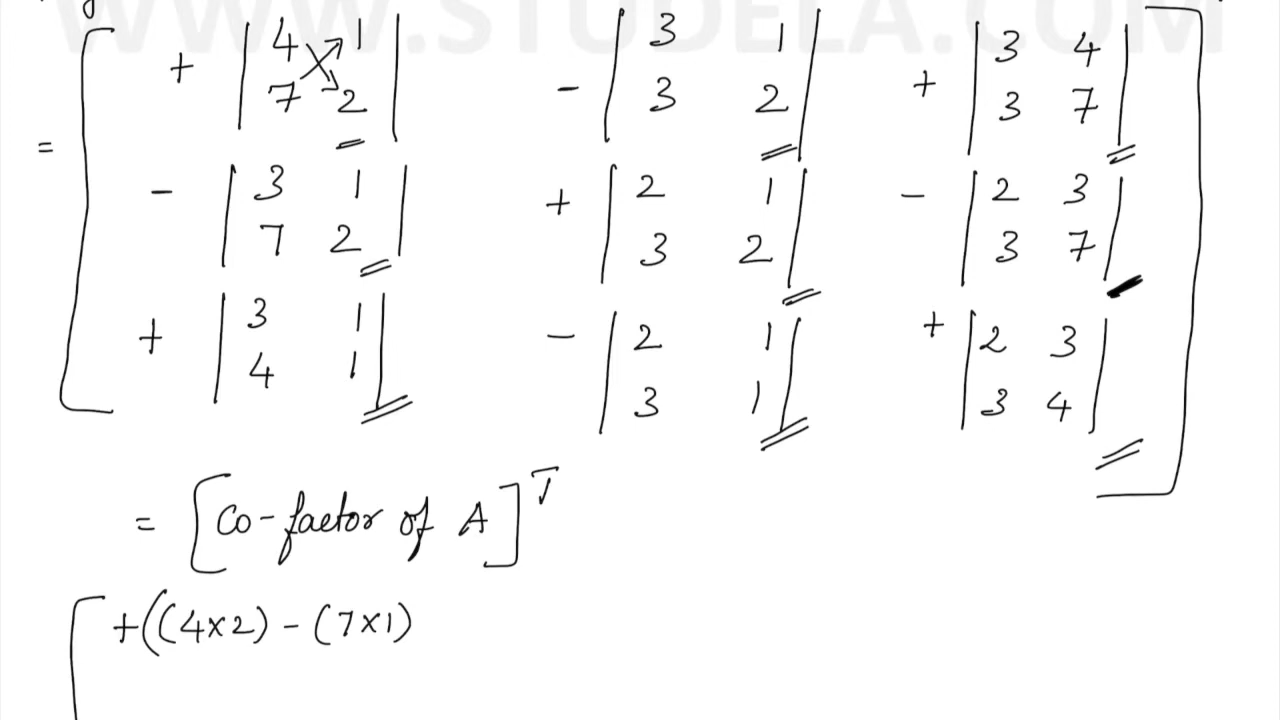 WWW.STUDELA.COM
= [ + | 4 1 | - | 3 1 | + | 3 4 | ]
| 7 2 | | 3 2 | | 3 7 |
- | 3 1 | + | 2 1 | - | 2 3 |
| 7 2 | | 3 2 | | 3 7 |
+ | 3 1 | - | 2 1 | + | 2 3 |
| 4 1 | | 3 1 | | 3 4 |
= [Co-factor of A]ᵀ
[ +((4×2) - (7×1)